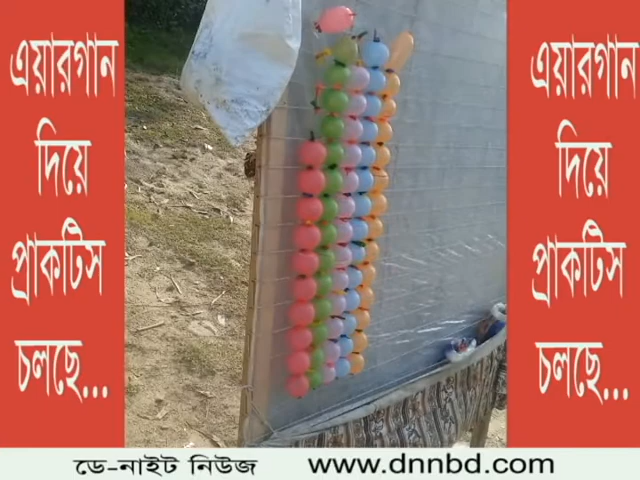 এয়ারগান
দিয়ে
প্রাকটিস
চলছে...
এয়ারগান
দিয়ে
প্রাকটিস
চলছে...
ডে-নাইট নিউজ www.dnnbd.com